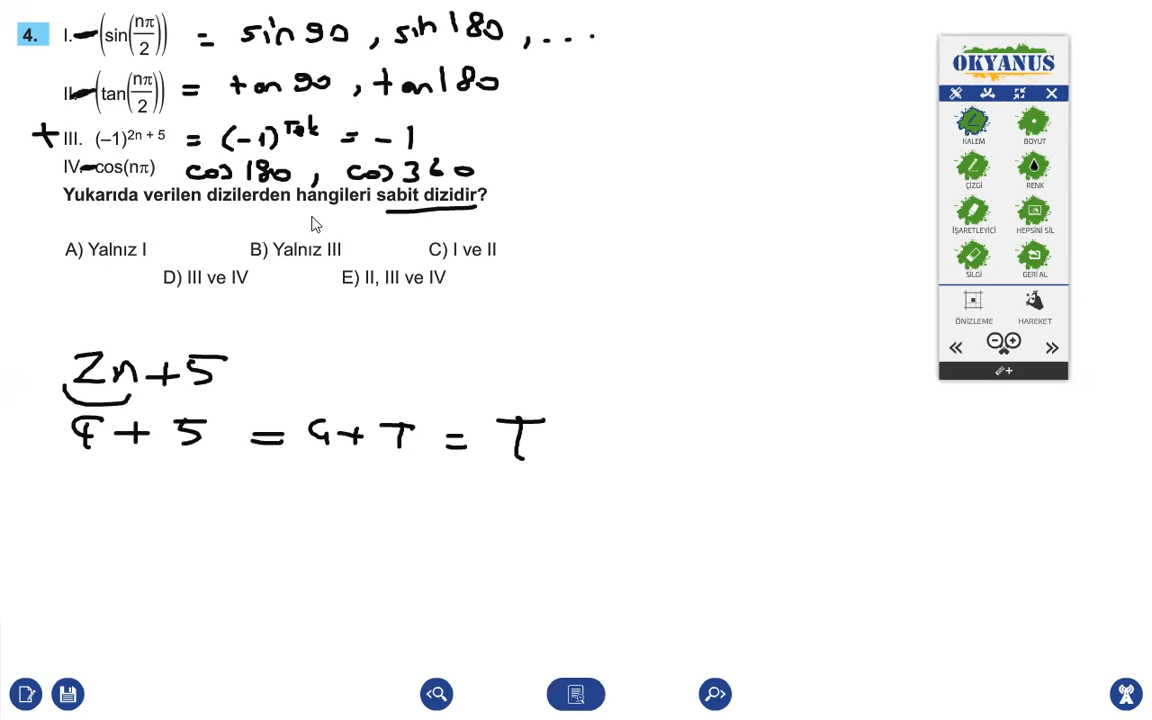 4. I. (sin(nπ/2)) = sin 90 , sin 180 , ...
II. (tan(nπ/2)) = tan 90 , tan 180
+ III. (–1)^2n + 5 = (-1)^Tek = -1
IV. cos(nπ) cos 180 , cos 360
Yukarıda verilen dizilerden hangileri sabit dizidir?
A) Yalnız I B) Yalnız III C) I ve II
D) III ve IV E) II, III ve IV
2n + 5
Ç + 5 = Ç + T = T
OKYANUS
KALEM BOYUT
ÇİZGİ RENK
İŞARETLEYİCİ HEPSİNİ SİL
SİLGİ GERİ AL
ÖNİZLEME HAREKET